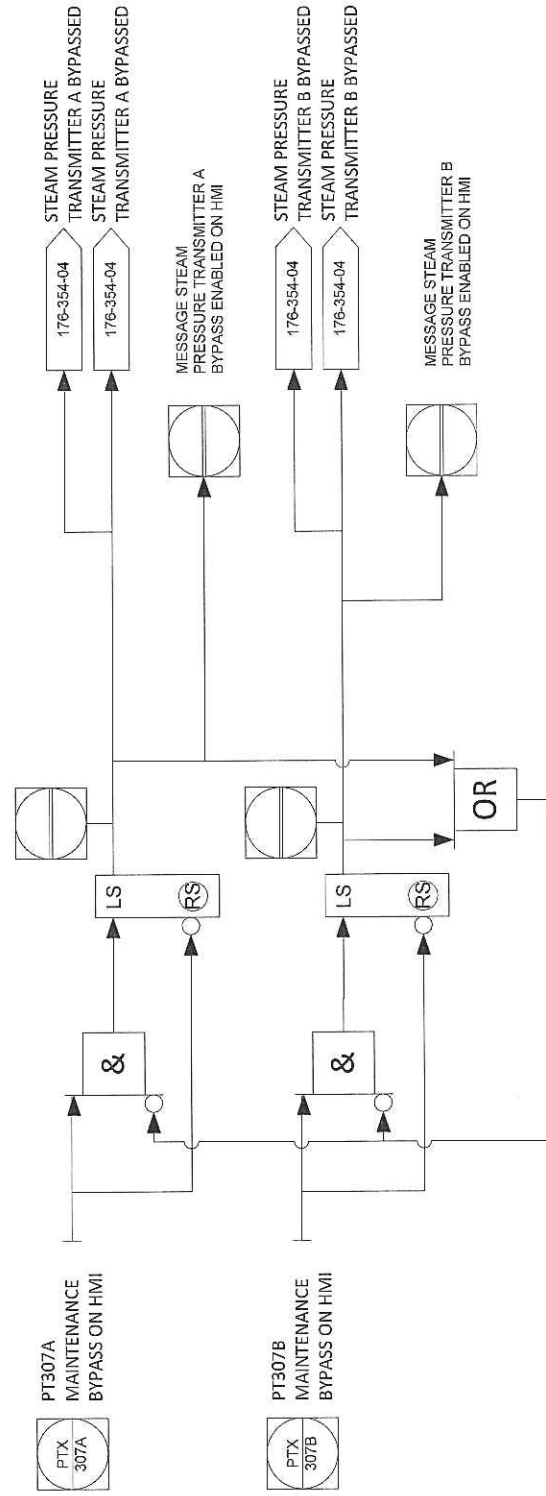 PTX
307A
PT307A
MAINTENANCE
BYPASS ON HMI
&
LS
RS
176-354-04
STEAM PRESSURE
TRANSMITTER A BYPASSED
176-354-04
STEAM PRESSURE
TRANSMITTER A BYPASSED
MESSAGE STEAM
PRESSURE TRANSMITTER A
BYPASS ENABLED ON HMI
PTX
307B
PT307B
MAINTENANCE
BYPASS ON HMI
&
LS
RS
176-354-04
STEAM PRESSURE
TRANSMITTER B BYPASSED
176-354-04
STEAM PRESSURE
TRANSMITTER B BYPASSED
MESSAGE STEAM
PRESSURE TRANSMITTER B
BYPASS ENABLED ON HMI
OR